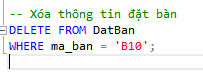 -- Xóa thông tin đặt bàn
DELETE FROM DatBan
WHERE ma_ban = 'B10';